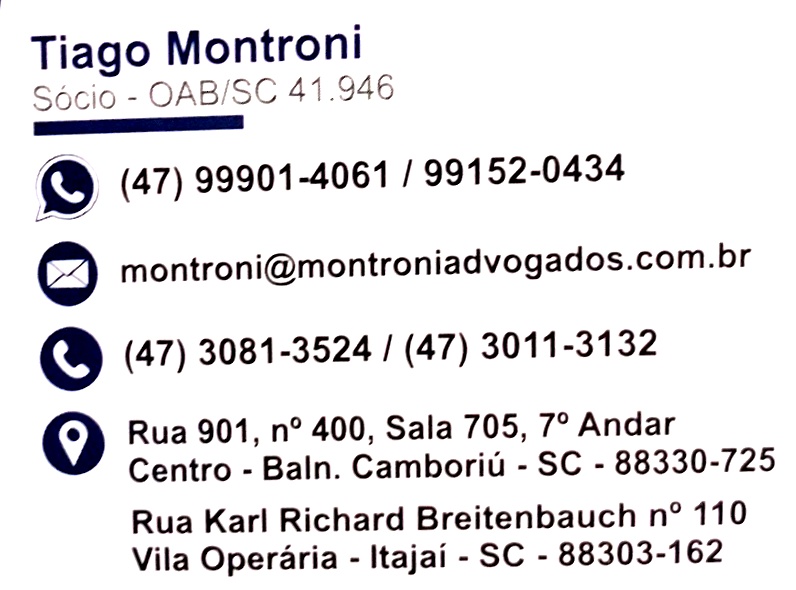 Tiago Montroni
Sócio - OAB/SC 41.946
(47) 99901-4061 / 99152-0434
montroni@montroniadvogados.com.br
(47) 3081-3524 / (47) 3011-3132
Rua 901, nº 400, Sala 705, 7º Andar
Centro - Baln. Camboriú - SC - 88330-725
Rua Karl Richard Breitenbauch nº 110
Vila Operária - Itajaí - SC - 88303-162